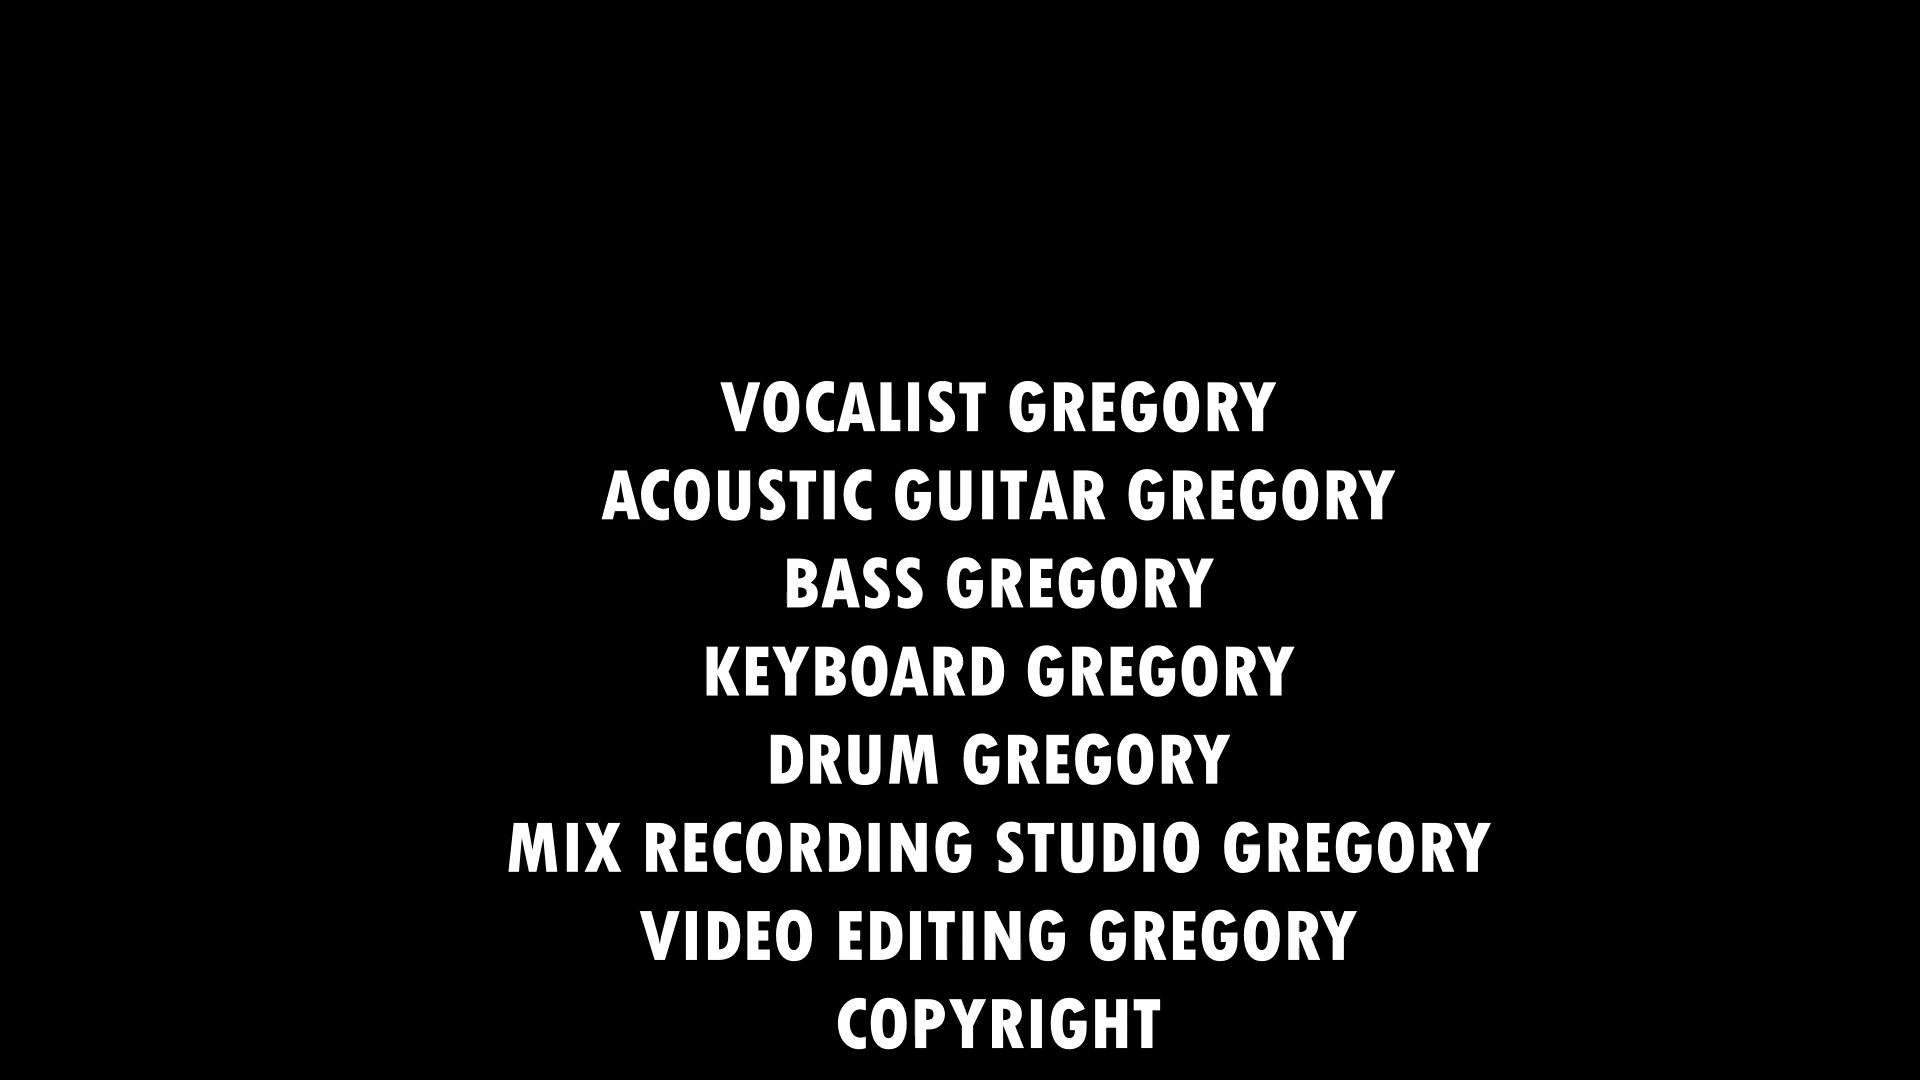 VOCALIST GREGORY
ACOUSTIC GUITAR GREGORY
BASS GREGORY
KEYBOARD GREGORY
DRUM GREGORY
MIX RECORDING STUDIO GREGORY
VIDEO EDITING GREGORY
COPYRIGHT